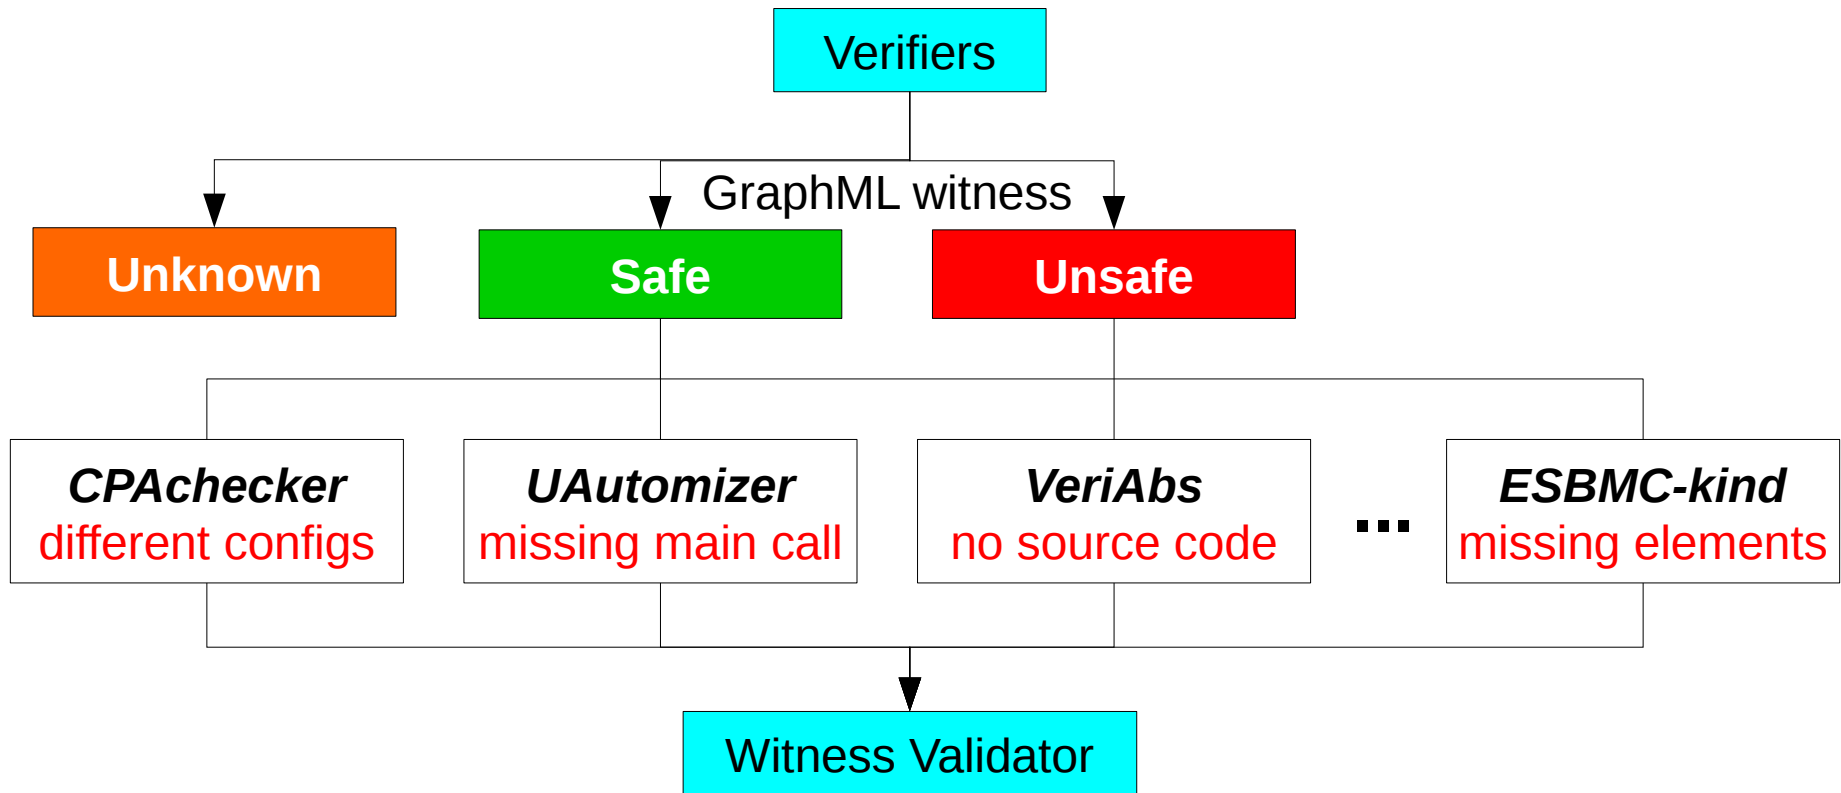 Verifiers
GraphML witness
Unknown
Safe
Unsafe
CPAchecker
different configs
UAutomizer
missing main call
VeriAbs
no source code
...
ESBMC-kind
missing elements
Witness Validator